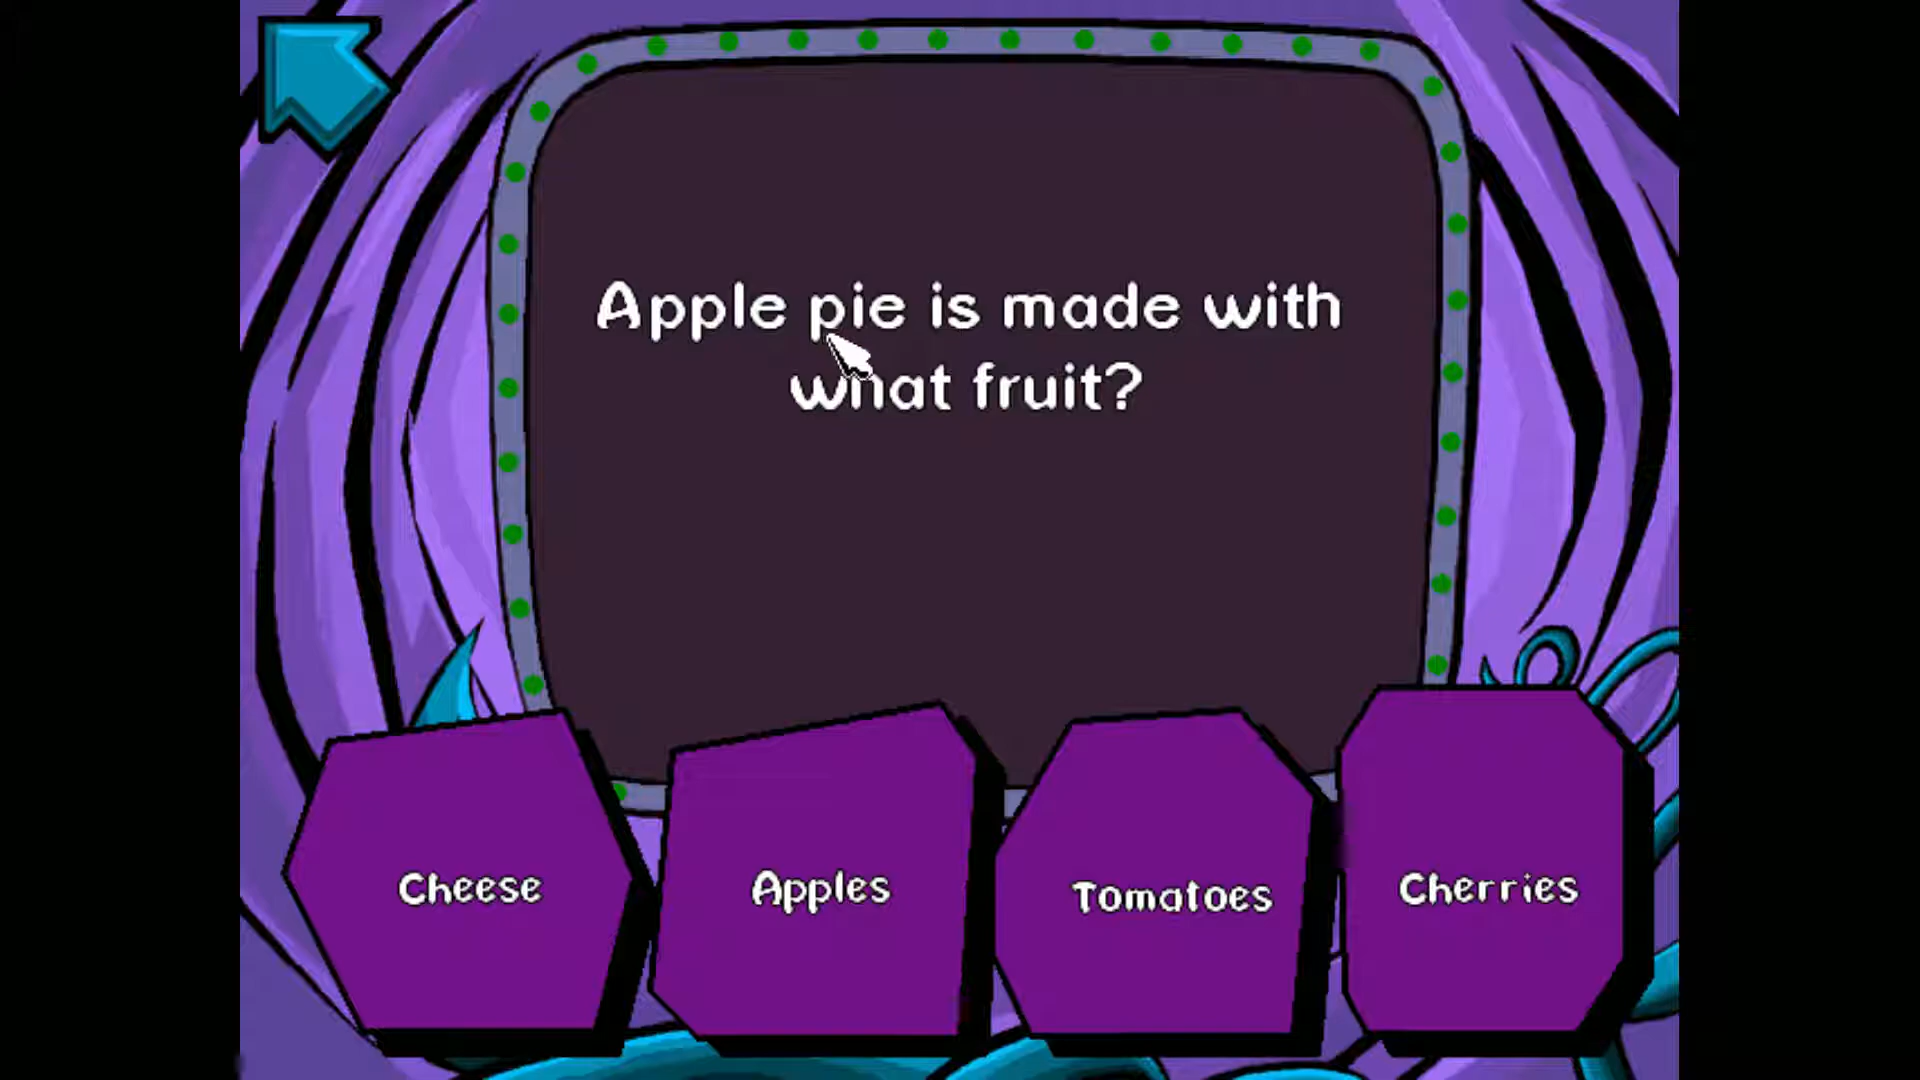 Apple pie is made with
what fruit?
Cheese
Apples
Tomatoes
Cherries